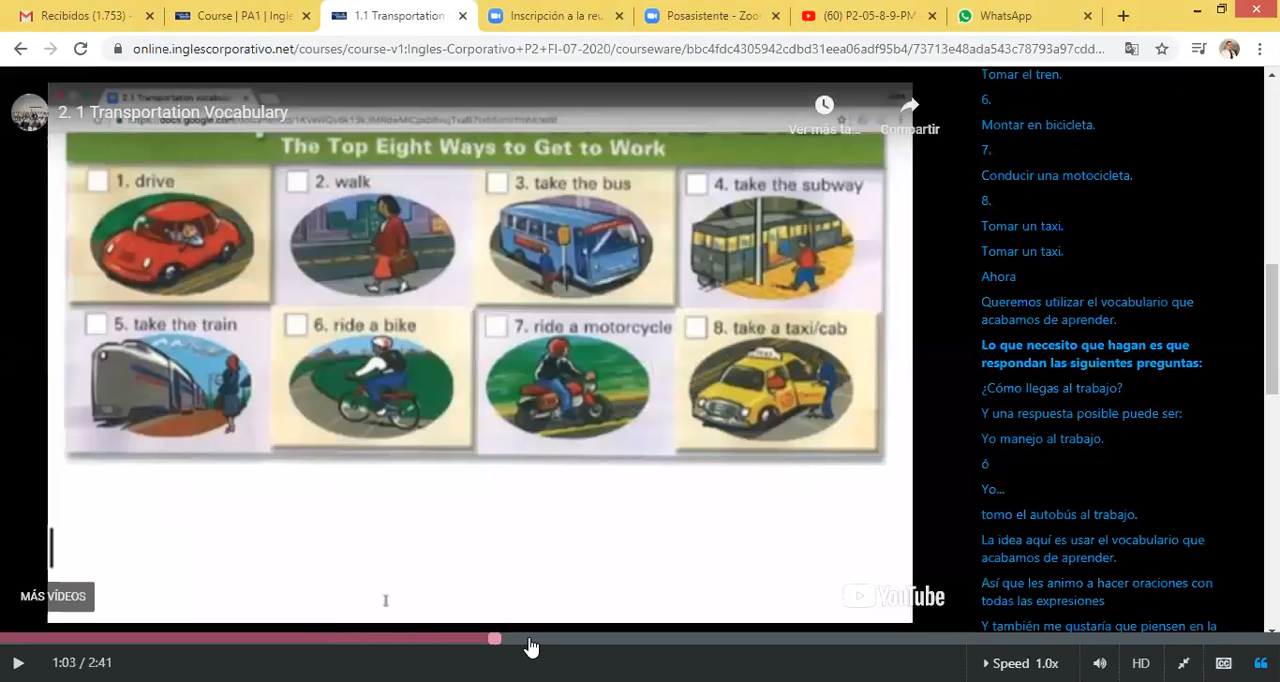 Recibidos (1.753) -
Course | PA1 | Ingle
1.1 Transportation
Inscripción a la reu
Posasistente - Zoo
(60) P2-05-8-9-PM
WhatsApp
online.inglescorporativo.net/courses/course-v1:Ingles-Corporativo+P2+FI-07-2020/courseware/bbc4fdc4305942cdbd31eea06adf95b4/73713e48ada543c78793a97cdd...
2. 1 Transportation Vocabulary
Ver más ta...
Compartir
The Top Eight Ways to Get to Work
1. drive
2. walk
3. take the bus
4. take the subway
5. take the train
6. ride a bike
7. ride a motorcycle
8. take a taxi/cab
TAXI
MÁS VÍDEOS
YouTube
1:03 / 2:41
Speed 1.0x
HD
CC
Tomar el tren.
6.
Montar en bicicleta.
7.
Conducir una motocicleta.
8.
Tomar un taxi.
Tomar un taxi.
Ahora
Queremos utilizar el vocabulario que
acabamos de aprender.
Lo que necesito que hagan es que
respondan las siguientes preguntas:
¿Cómo llegas al trabajo?
Y una respuesta posible puede ser:
Yo manejo al trabajo.
ó
Yo...
tomo el autobús al trabajo.
La idea aquí es usar el vocabulario que
acabamos de aprender.
Así que les animo a hacer oraciones con
todas las expresiones
Y también me gustaría que piensen en la